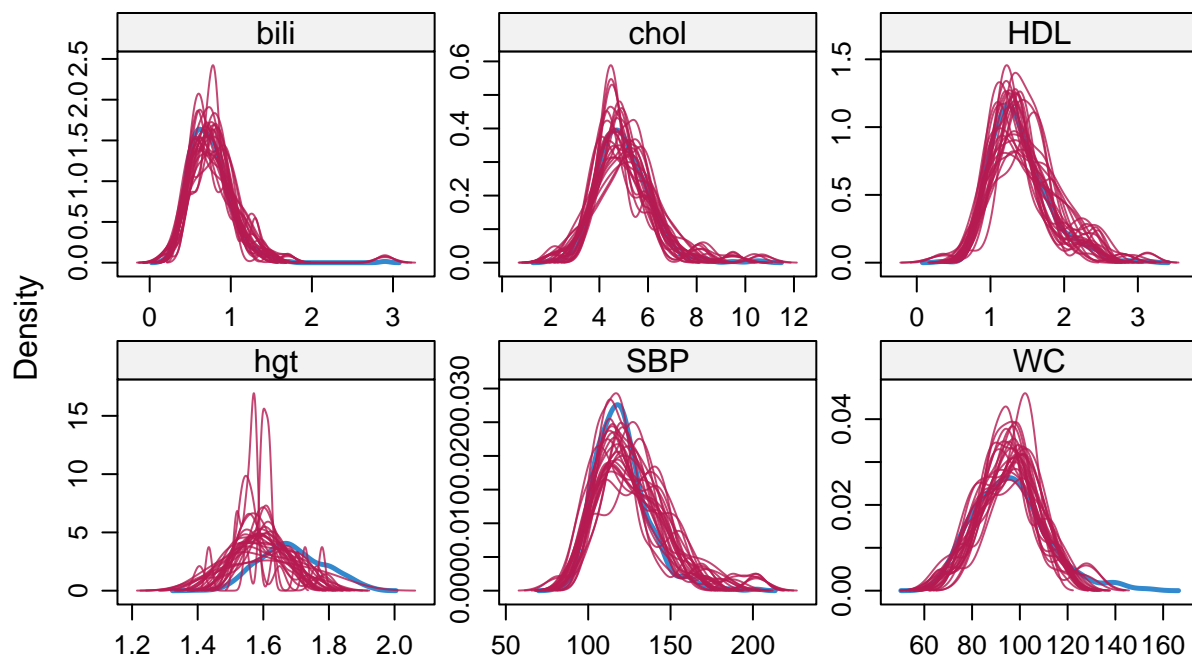 Density
bili
0.0 0.5 1.0 1.5 2.0 2.5
0 1 2 3
chol
0.0 0.2 0.4 0.6
2 4 6 8 10 12
HDL
0.0 0.5 1.0 1.5
0 1 2 3
hgt
0 5 10 15
1.2 1.4 1.6 1.8 2.0
SBP
0.000 0.010 0.020 0.030
50 100 150 200
WC
0.00 0.02 0.04
60 80 100 120 140 160